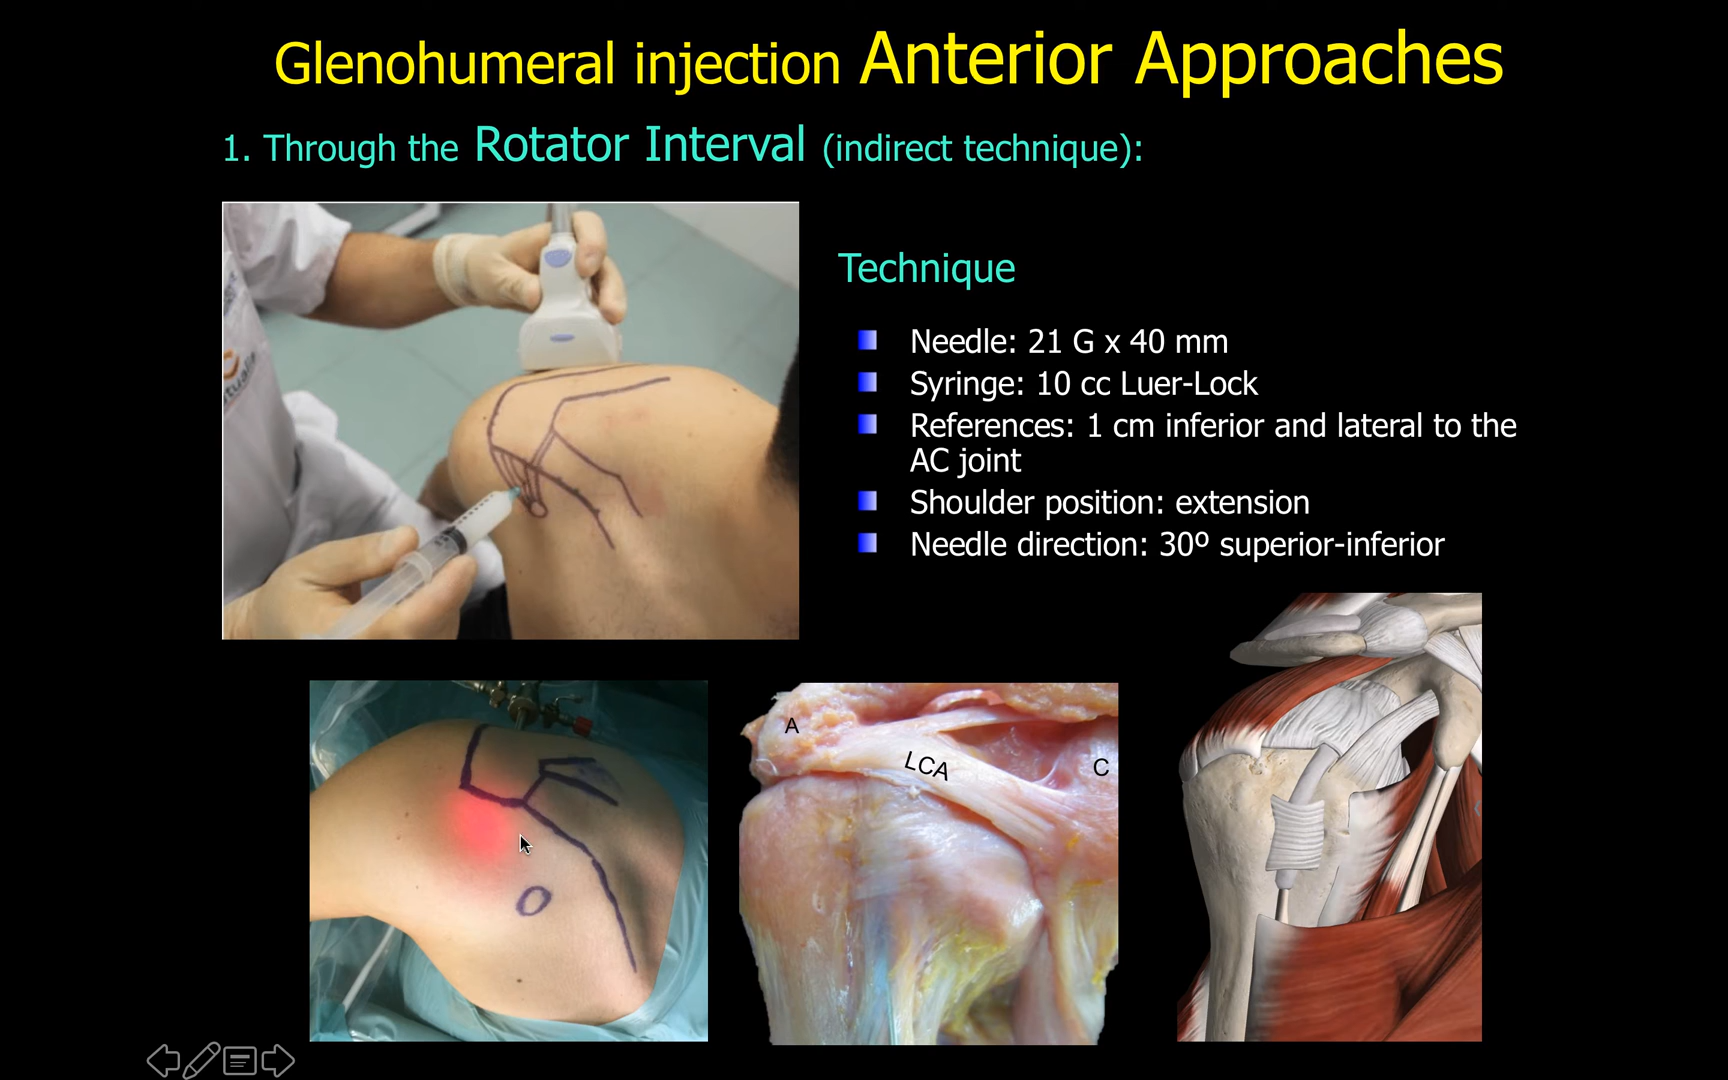 Glenohumeral injection Anterior Approaches
1. Through the Rotator Interval (indirect technique):
Technique
Needle: 21 G x 40 mm
Syringe: 10 cc Luer-Lock
References: 1 cm inferior and lateral to the
AC joint
Shoulder position: extension
Needle direction: 30º superior-inferior
A
LCA
C